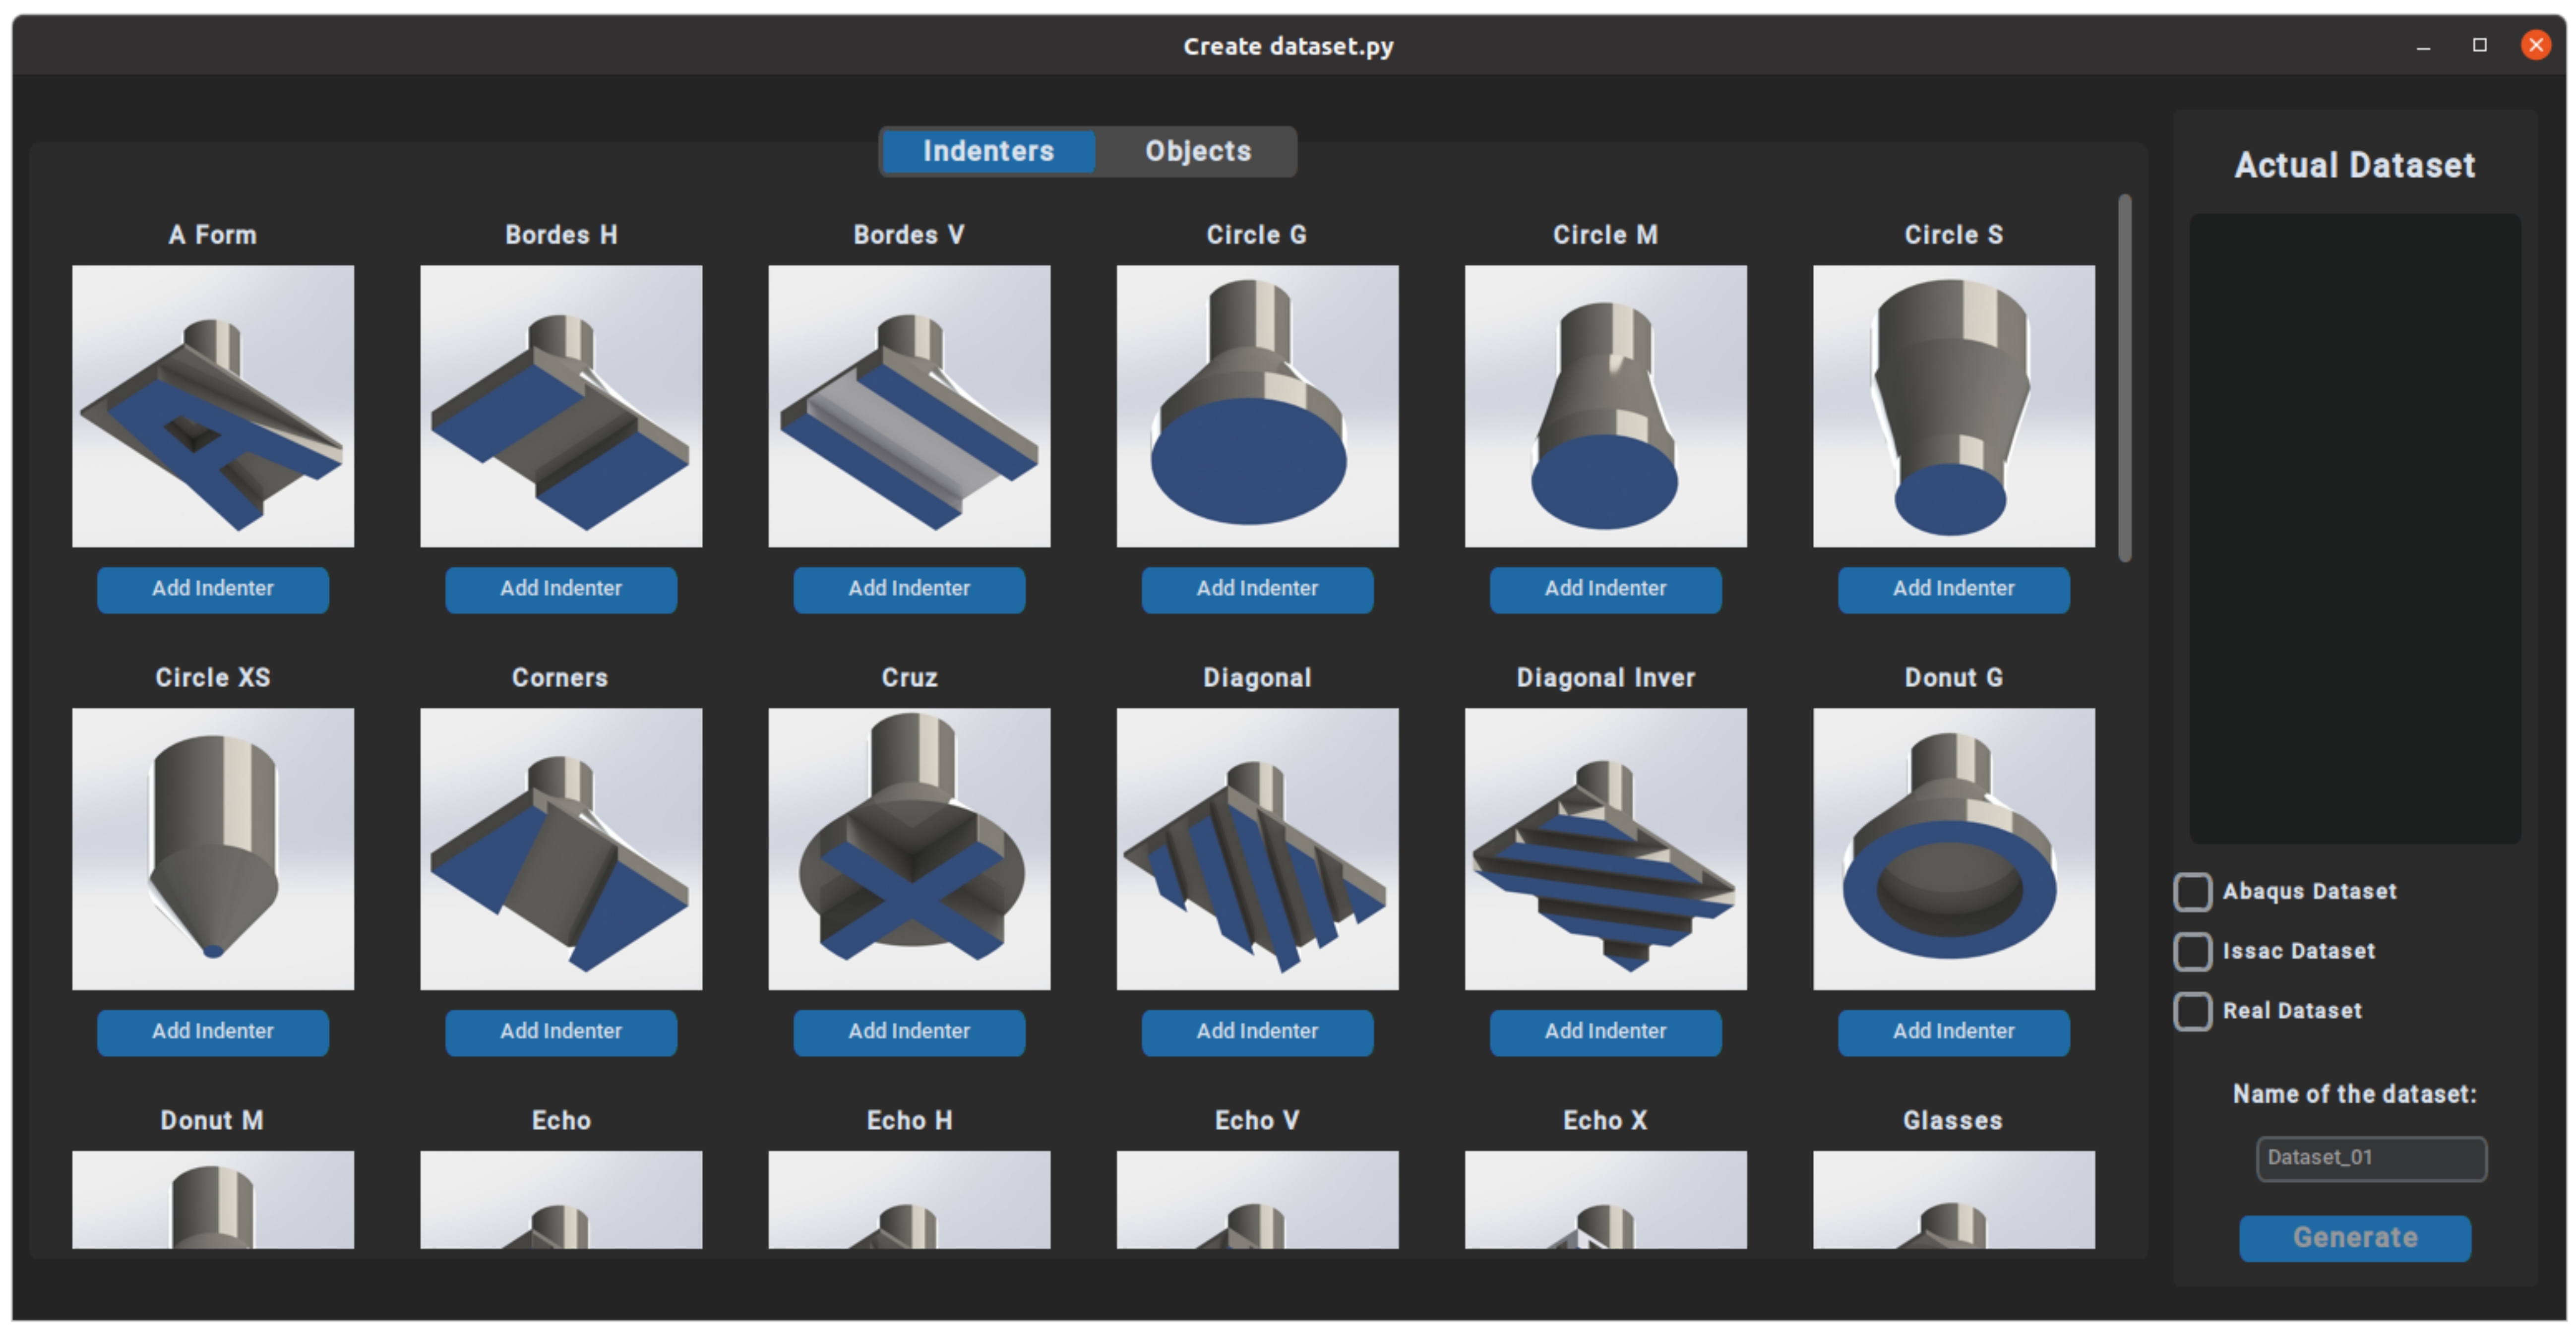 Create dataset.py
Indenters Objects
Actual Dataset
A Form Bordes H Bordes V Circle G Circle M Circle S
Add Indenter Add Indenter Add Indenter Add Indenter Add Indenter Add Indenter
Circle XS Corners Cruz Diagonal Diagonal Inver Donut G
Add Indenter Add Indenter Add Indenter Add Indenter Add Indenter Add Indenter
Donut M Echo Echo H Echo V Echo X Glasses
Abaqus Dataset
Issac Dataset
Real Dataset
Name of the dataset:
Dataset_01
Generate